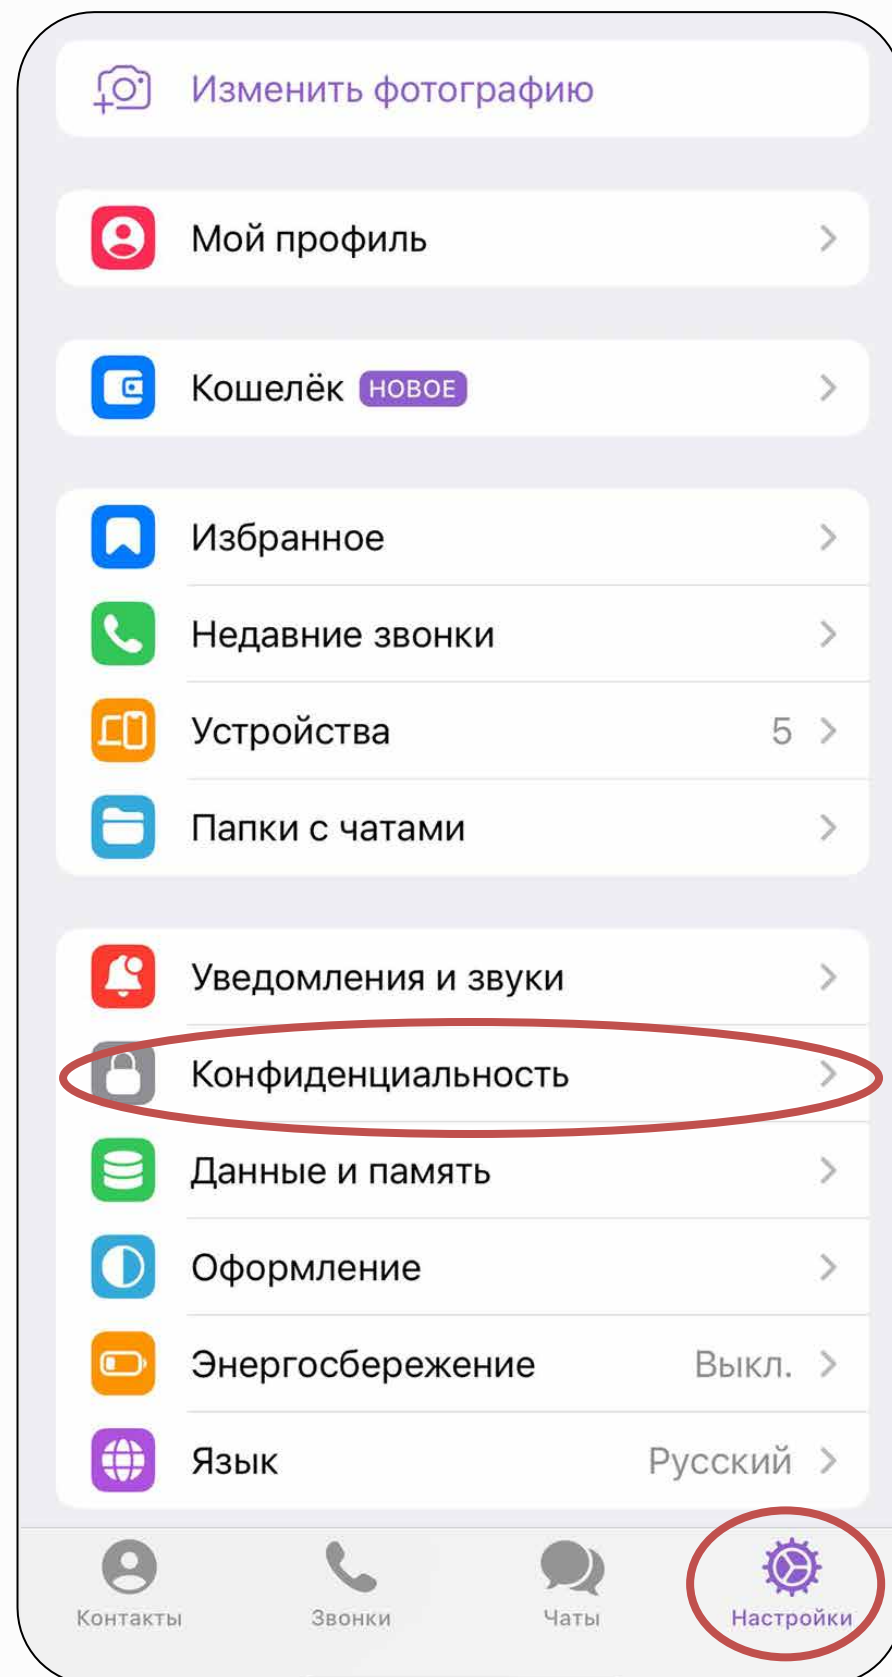 Изменить фотографию
Мой профиль
Кошелёк НОВОЕ
Избранное
Недавние звонки
Устройства 5
Папки с чатами
Уведомления и звуки
Конфиденциальность
Данные и память
Оформление
Энергосбережение Выкл.
Язык Русский
Контакты Звонки Чаты Настройки